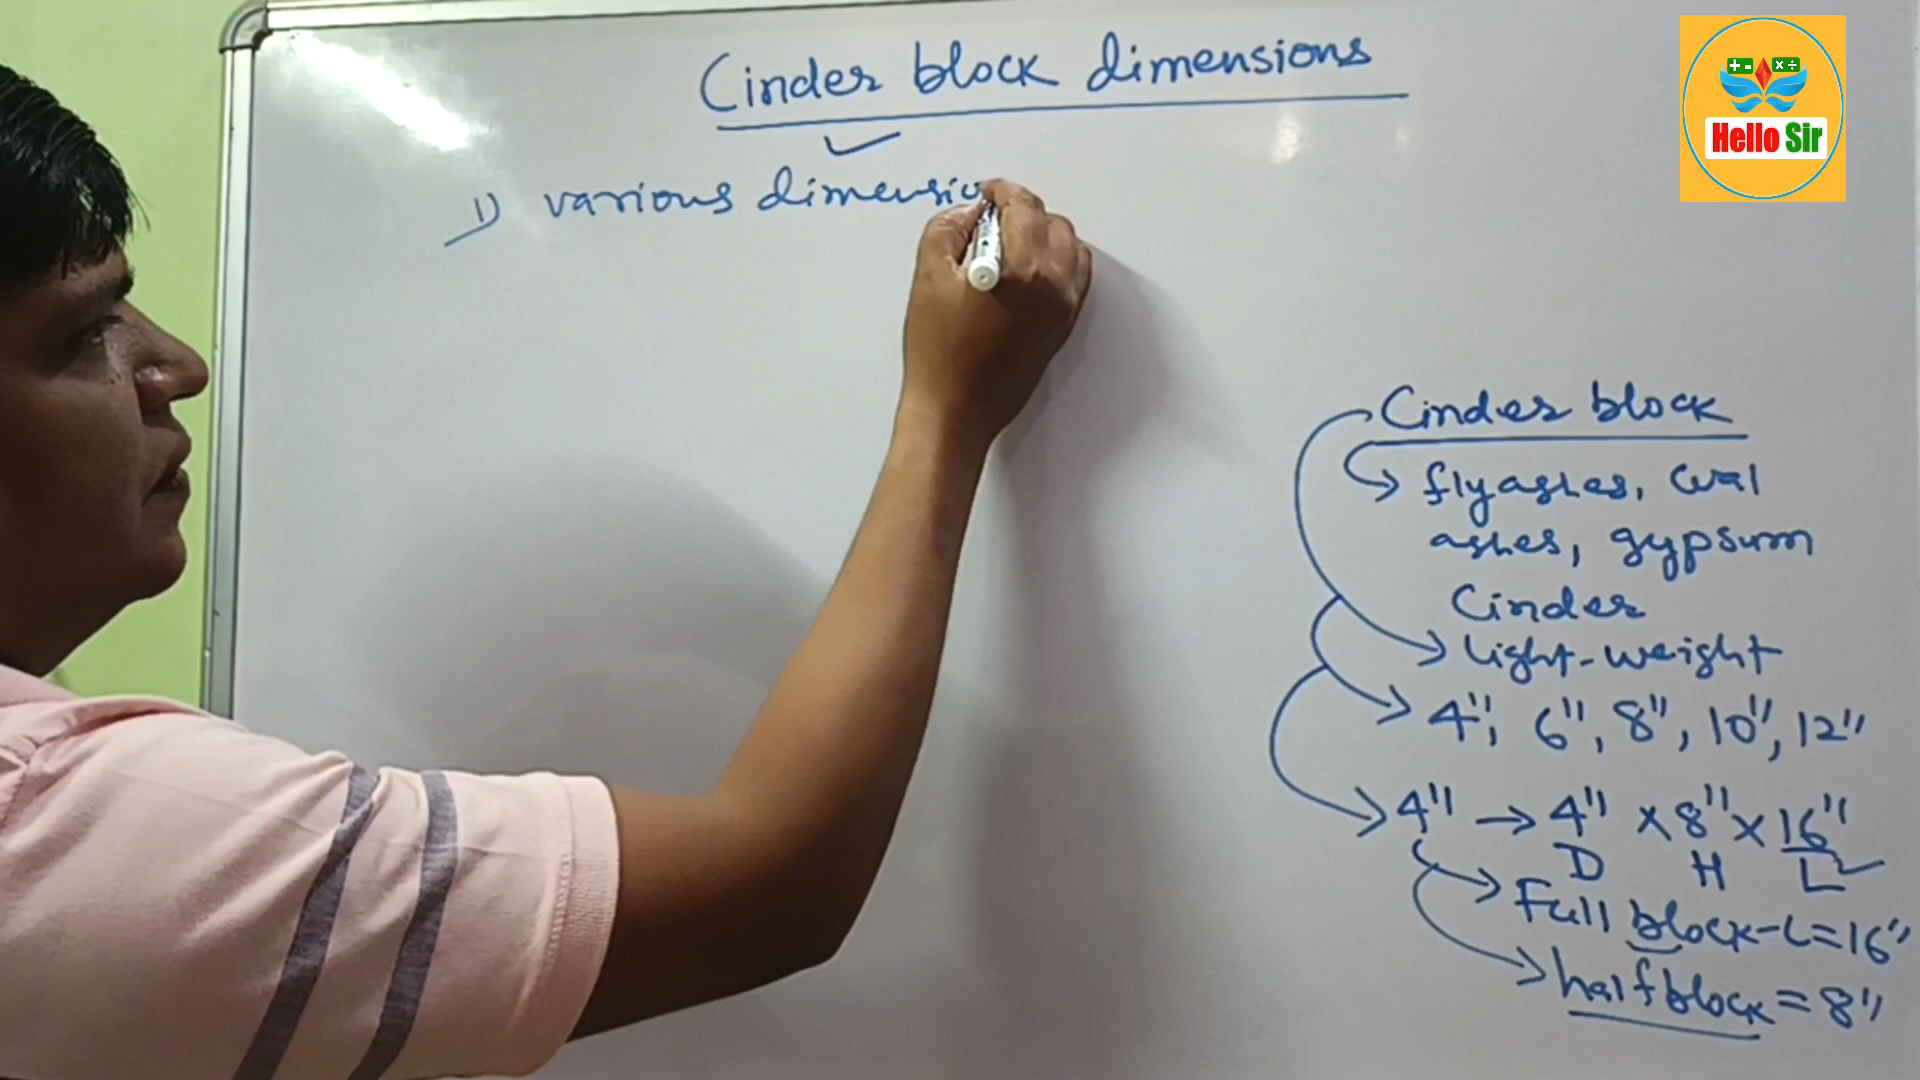 Cinder block dimensions
1) various dimensio
Hello Sir
Cinder block
flyashes, coal
ashes, gypsum
Cinder
light-weight
4", 6", 8", 10", 12"
4" → 4" × 8" × 16"
D H L
Full block-L=16"
half block = 8"